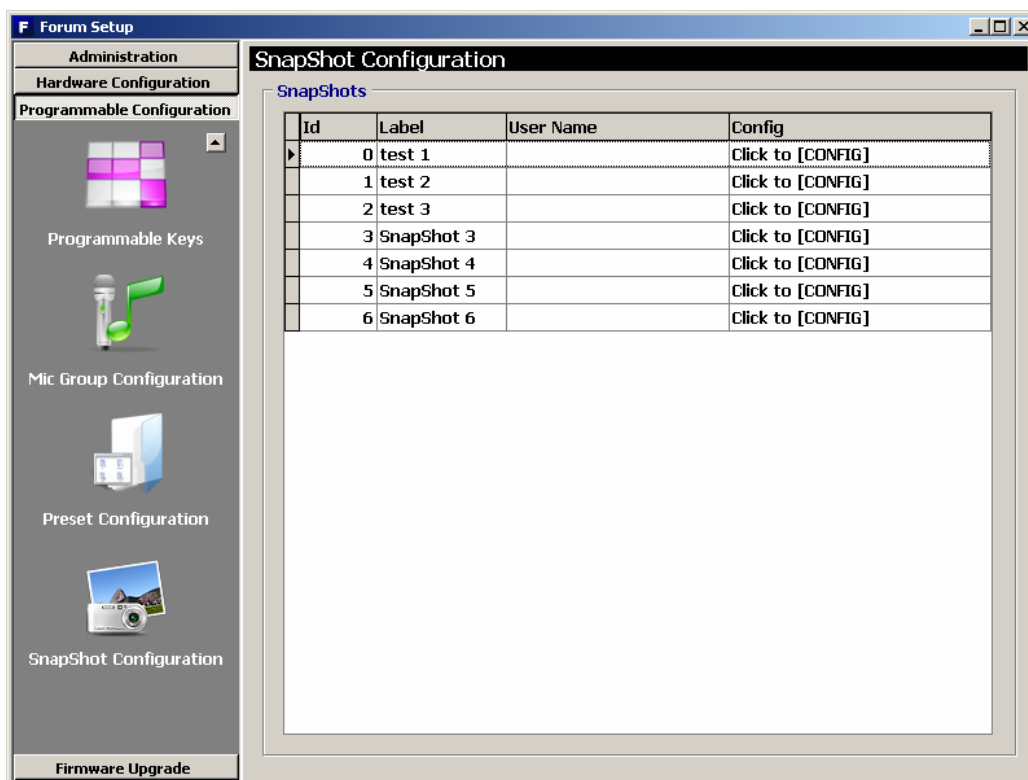 F Forum Setup
Administration
Hardware Configuration
Programmable Configuration
Programmable Keys
Mic Group Configuration
Preset Configuration
SnapShot Configuration
Firmware Upgrade
SnapShot Configuration
SnapShots
Id Label User Name Config
0 test 1 Click to [CONFIG]
1 test 2 Click to [CONFIG]
2 test 3 Click to [CONFIG]
3 SnapShot 3 Click to [CONFIG]
4 SnapShot 4 Click to [CONFIG]
5 SnapShot 5 Click to [CONFIG]
6 SnapShot 6 Click to [CONFIG]